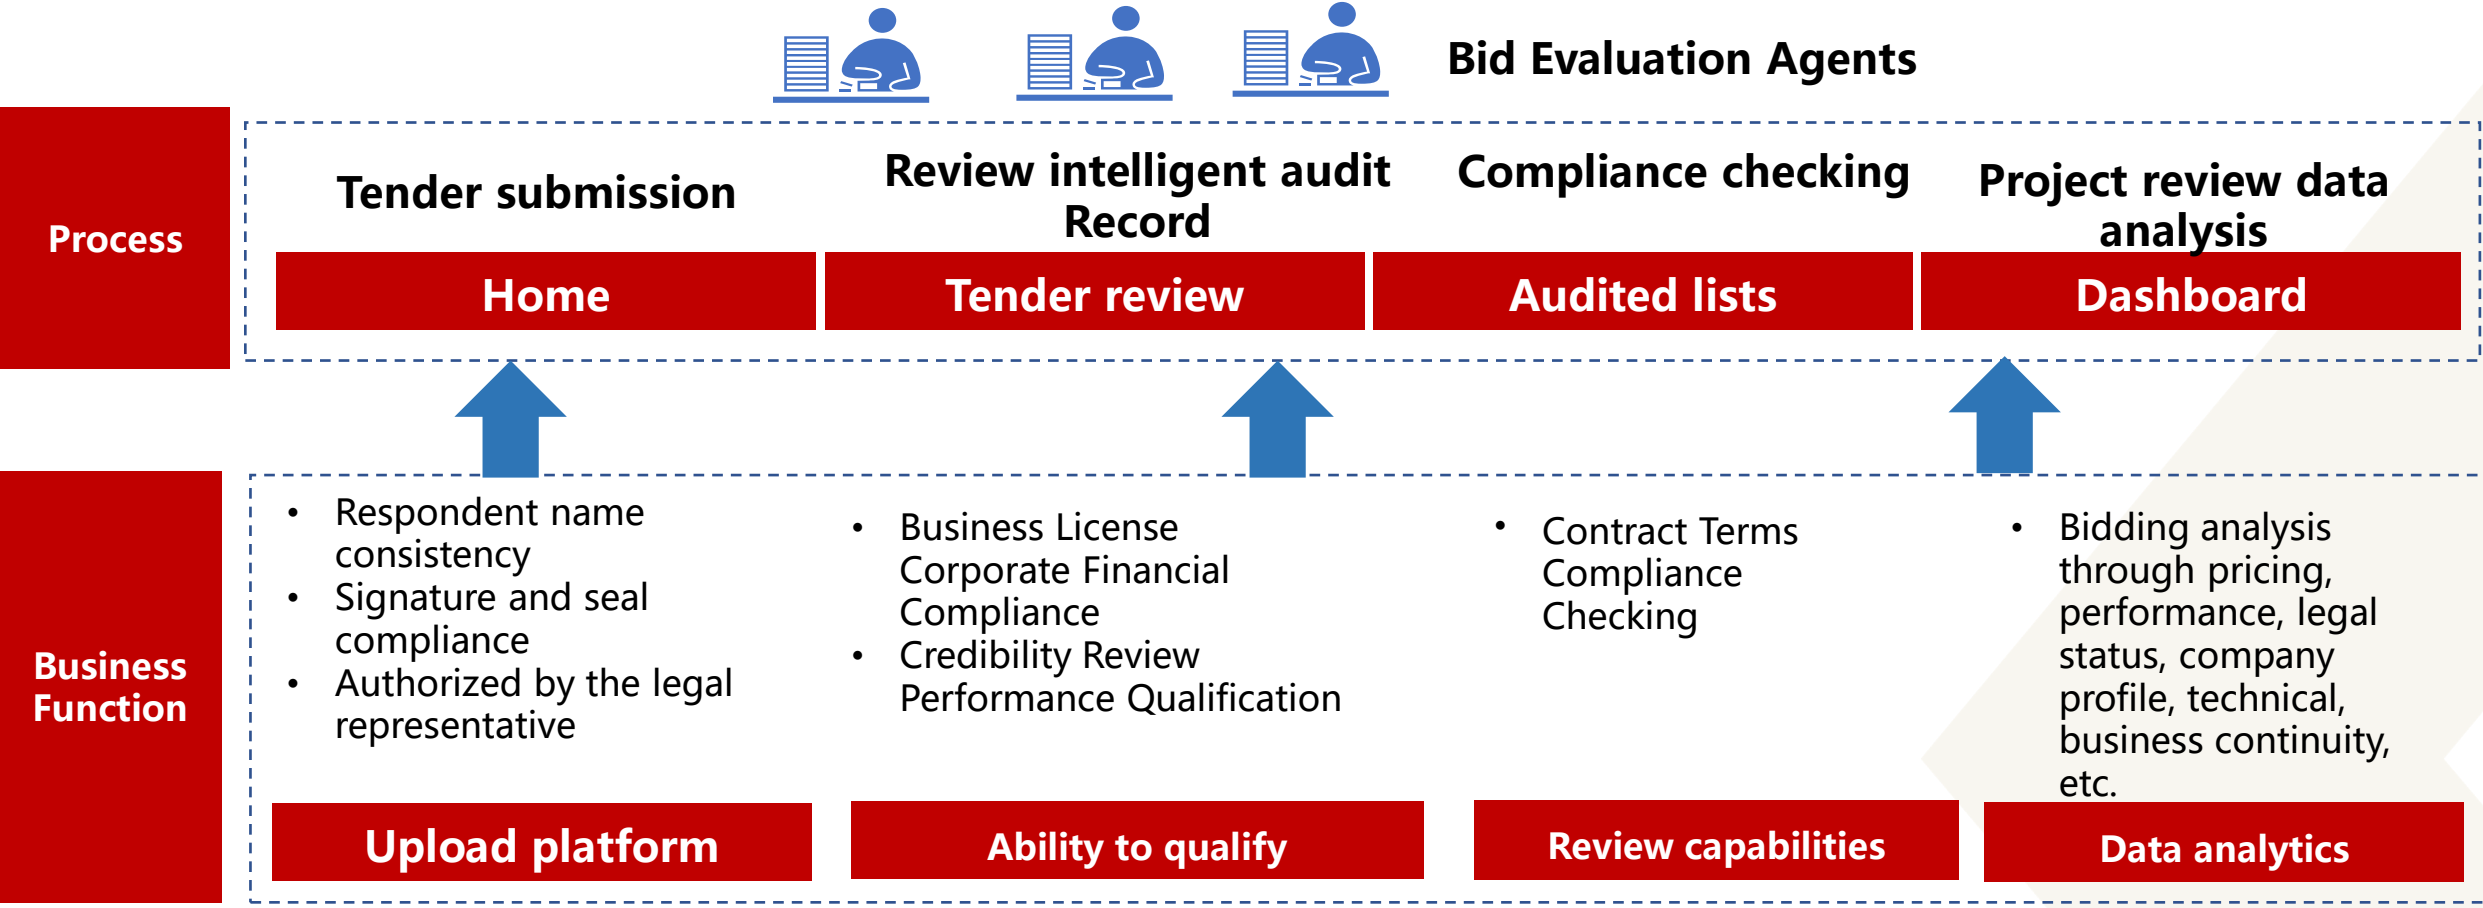 Bid Evaluation Agents
Process
Tender submission
Review intelligent audit
Record
Compliance checking
Project review data
analysis
Home
Tender review
Audited lists
Dashboard
Business
Function
• Respondent name
consistency
• Signature and seal
compliance
• Authorized by the legal
representative
• Business License
Corporate Financial
Compliance
• Credibility Review
Performance Qualification
• Contract Terms
Compliance
Checking
• Bidding analysis
through pricing,
performance, legal
status, company
profile, technical,
business continuity,
etc.
Upload platform
Ability to qualify
Review capabilities
Data analytics